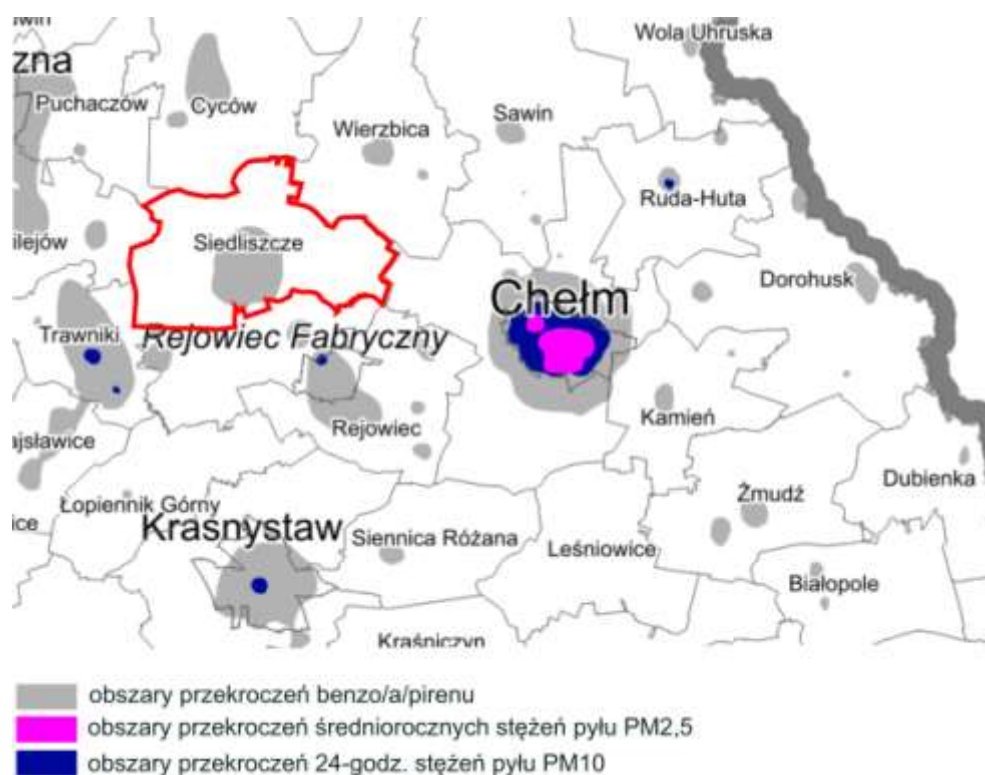 Wola Uhruska
zna
Puchaczów
Cyców
Sawin
Wierzbica
Ruda-Huta
ilejów
Siedliszcze
Dorohusk
Chełm
Trawniki
Rejowiec Fabryczny
Kamień
Rejowiec
ajsławice
Dubienka
Żmudź
Łopiennik Górny
ice
Krasnystaw
Siennica Różana
Leśniowice
Białopole
Kraśniczyn
obszary przekroczeń benzo/a/pirenu
obszary przekroczeń średniorocznych stężeń pyłu PM2,5
obszary przekroczeń 24-godz. stężeń pyłu PM10